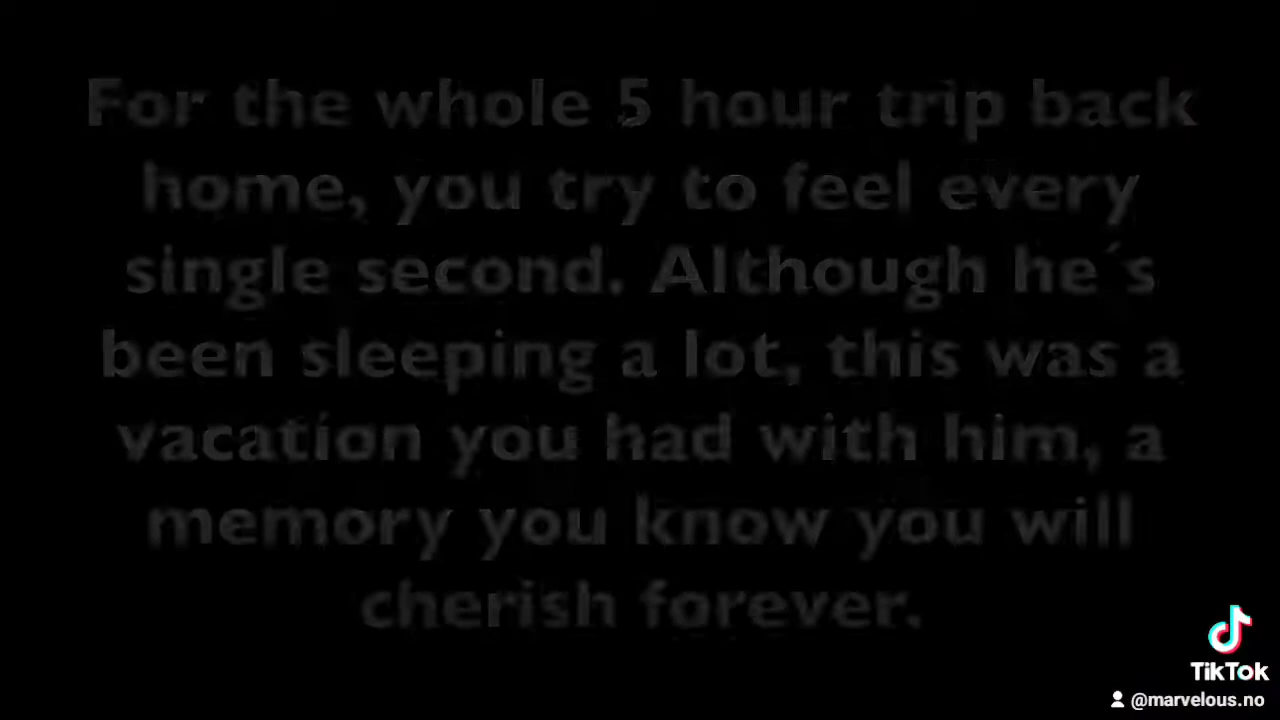 For the whole 5 hour trip back
home, you try to feel every
single second. Although he´s
been sleeping a lot, this was a
vacation you had with him, a
memory you know you will
cherish forever.
TikTok
@marvelous.no